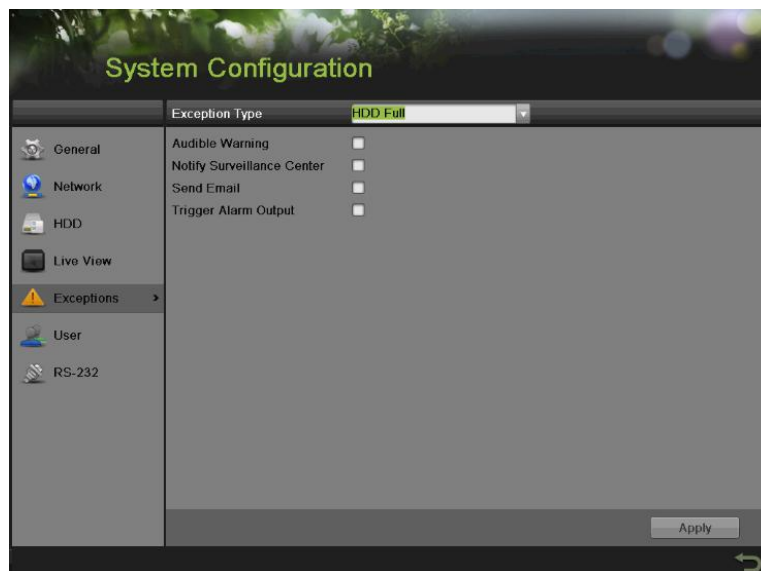 System Configuration
Exception Type HDD Full
General
Network
HDD
Live View
Exceptions
User
RS-232
Audible Warning
Notify Surveillance Center
Send Email
Trigger Alarm Output
Apply